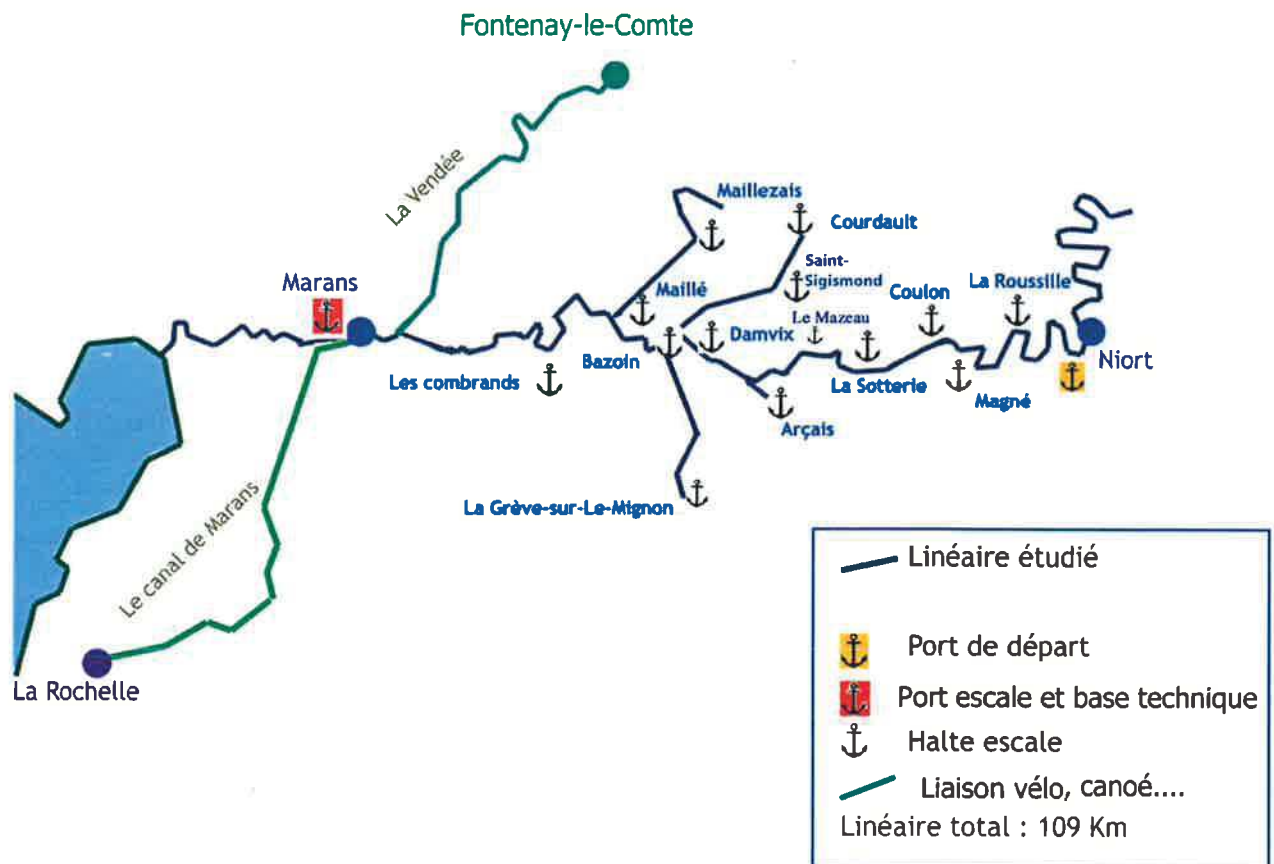 Fontenay-le-Comte
La Vendée
Maillezais
Courdault
Marans
Saint-
Sigismond
Maillé
Coulon
La Roussille
Le Mazeau
Damvix
Bazoin
Niort
Les combrands
La Sotterie
Magné
Arçais
La Grève-sur-Le-Mignon
Le canal de Marans
La Rochelle
Linéaire étudié
Port de départ
Port escale et base technique
Halte escale
Liaison vélo, canoé....
Linéaire total : 109 Km